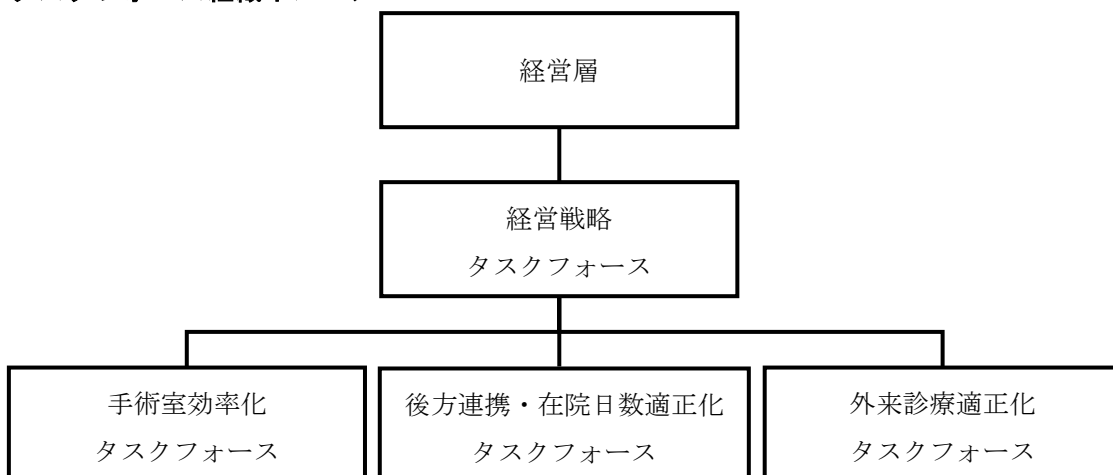 経営層
経営戦略
タスクフォース
手術室効率化
タスクフォース
後方連携・在院日数適正化
タスクフォース
外来診療適正化
タスクフォース